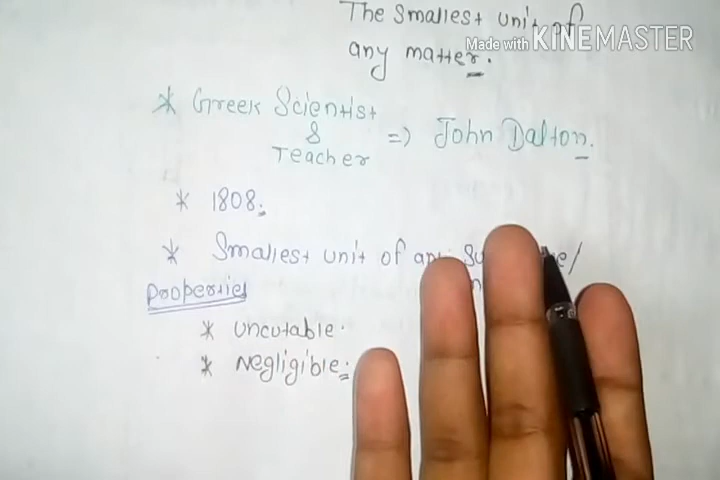 The Smallest unit of
Made with KINEMASTER
any matter.
* Greek Scientist
& => John Dalton.
Teacher
* 1808.
* Smallest unit of any
Properties
* uncutable.
* Negligible.